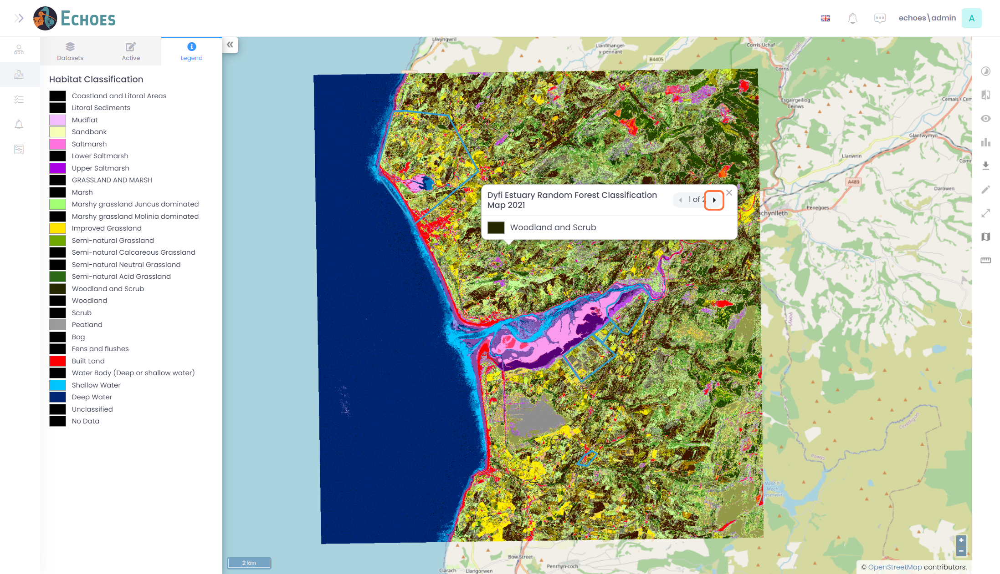 ECHOES
echoes\admin
A
Datasets
Active
Legend
Habitat Classification
Coastland and Litoral Areas
Litoral Sediments
Mudflat
Sandbank
Saltmarsh
Lower Saltmarsh
Upper Saltmarsh
GRASSLAND AND MARSH
Marsh
Marshy grassland Juncus dominated
Marshy grassland Molinia dominated
Improved Grassland
Semi-natural Grassland
Semi-natural Calcareous Grassland
Semi-natural Neutral Grassland
Semi-natural Acid Grassland
Woodland and Scrub
Woodland
Scrub
Peatland
Bog
Fens and flushes
Built Land
Water Body (Deep or shallow water)
Shallow Water
Deep Water
Unclassified
No Data
Llwyngwril
Llanfihangel-
y-pennant
B4405
Corris Uchaf
Gwynedd
Corris
Esgairgeiliog
Ceinws
Cemais / Cem
Glantwymyn
Llanwrin
Comm
A489
Darowen
Penegoes
chynlleth
Dyfi Estuary Random Forest Classification
Map 2021
1 of 2
Woodland and Scrub
Powys
Ceredigion
Powys
Nant-Y-
Moch
Reservoir
Bow Street
Penrhyn-coch
Clarach
Llangorwen
2 km
+
−
© OpenStreetMap contributors.